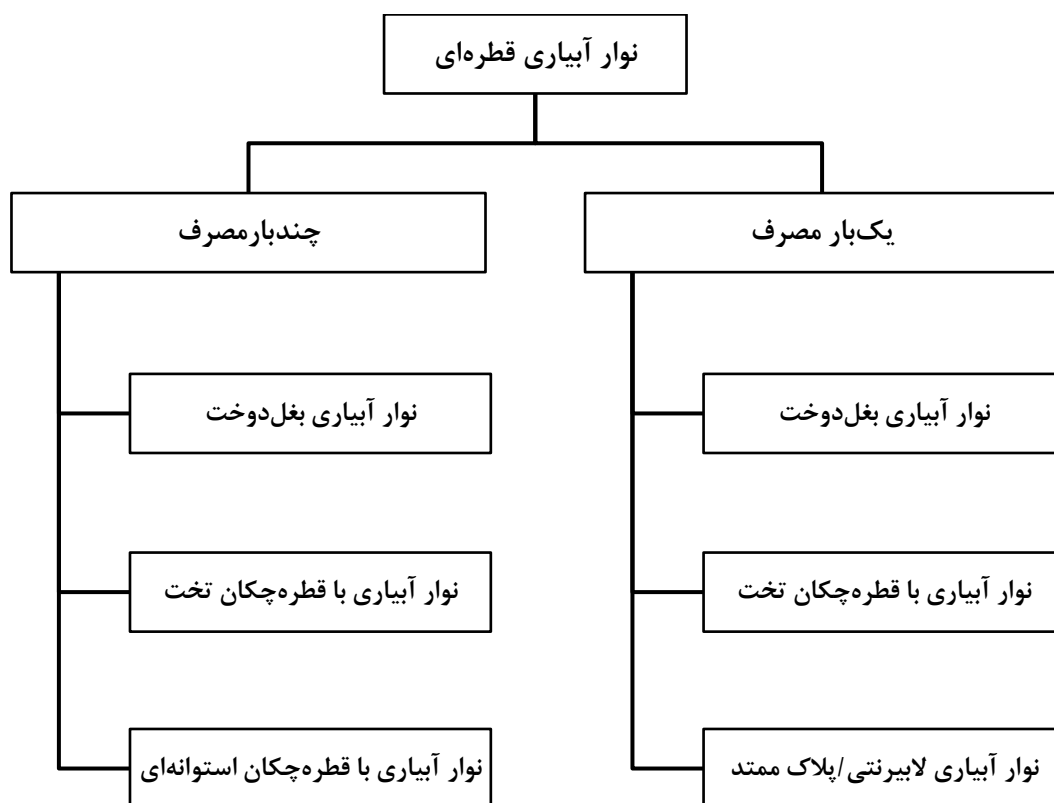 نوار آبیاری قطره‌ای
یک‌بار مصرف
نوار آبیاری بغل‌دوخت
نوار آبیاری با قطره‌چکان تخت
نوار آبیاری لابیرنتی/پلاک ممتد
چندبارمصرف
نوار آبیاری بغل‌دوخت
نوار آبیاری با قطره‌چکان تخت
نوار آبیاری با قطره‌چکان استوانه‌ای